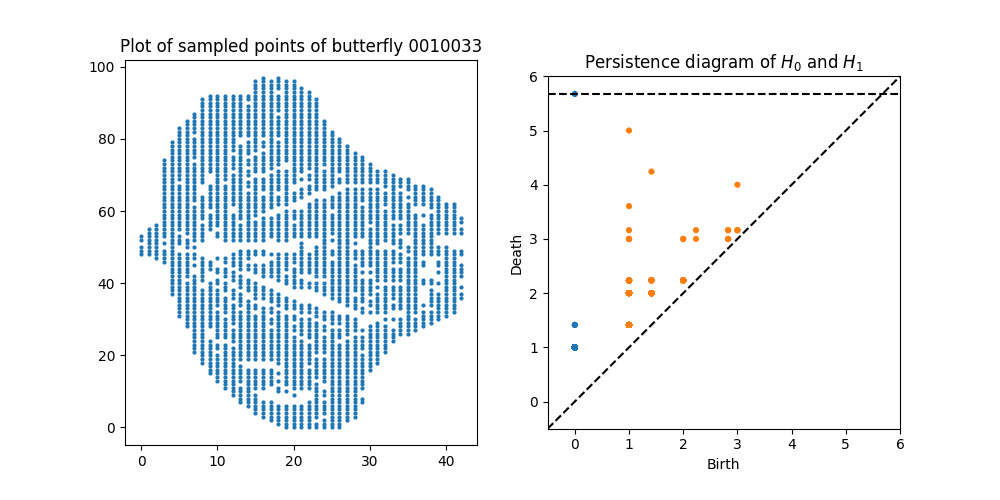 Plot of sampled points of butterfly 0010033
100
80
60
40
20
0
0 10 20 30 40
Persistence diagram of H₀ and H₁
6
5
4
3
2
1
0
Death
0 1 2 3 4 5 6
Birth